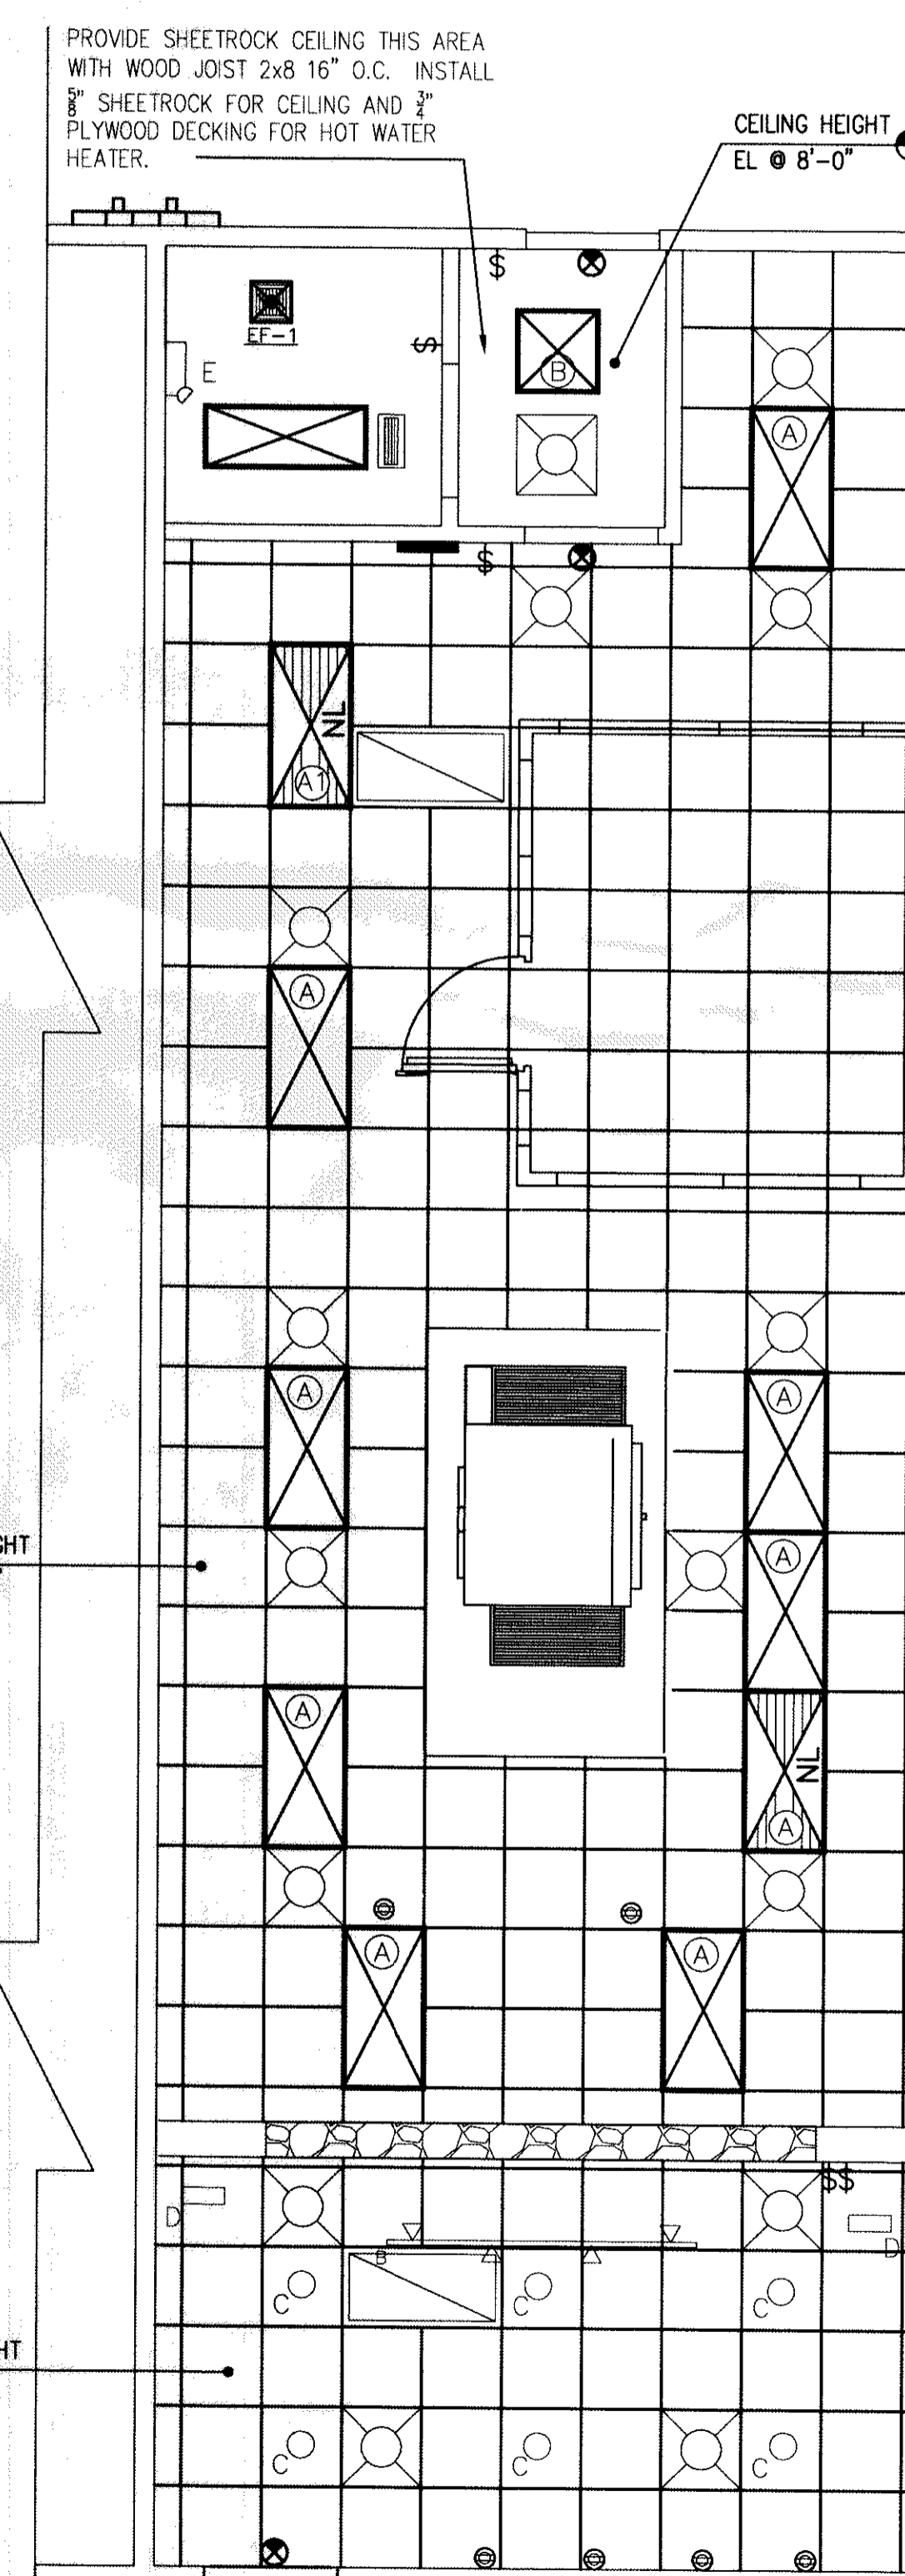 PROVIDE SHEETROCK CEILING THIS AREA
WITH WOOD JOIST 2x8 16" O.C. INSTALL
5/8" SHEETROCK FOR CEILING AND 3/4"
PLYWOOD DECKING FOR HOT WATER
HEATER.
CEILING HEIGHT
EL @ 8'-0"
$
EF-1
$
B
E
A
$
NL
A1
A
A
A
GHT
A
A
NL
A
A
A
$$
D
B
D
C
C
C
HT
C
C
C